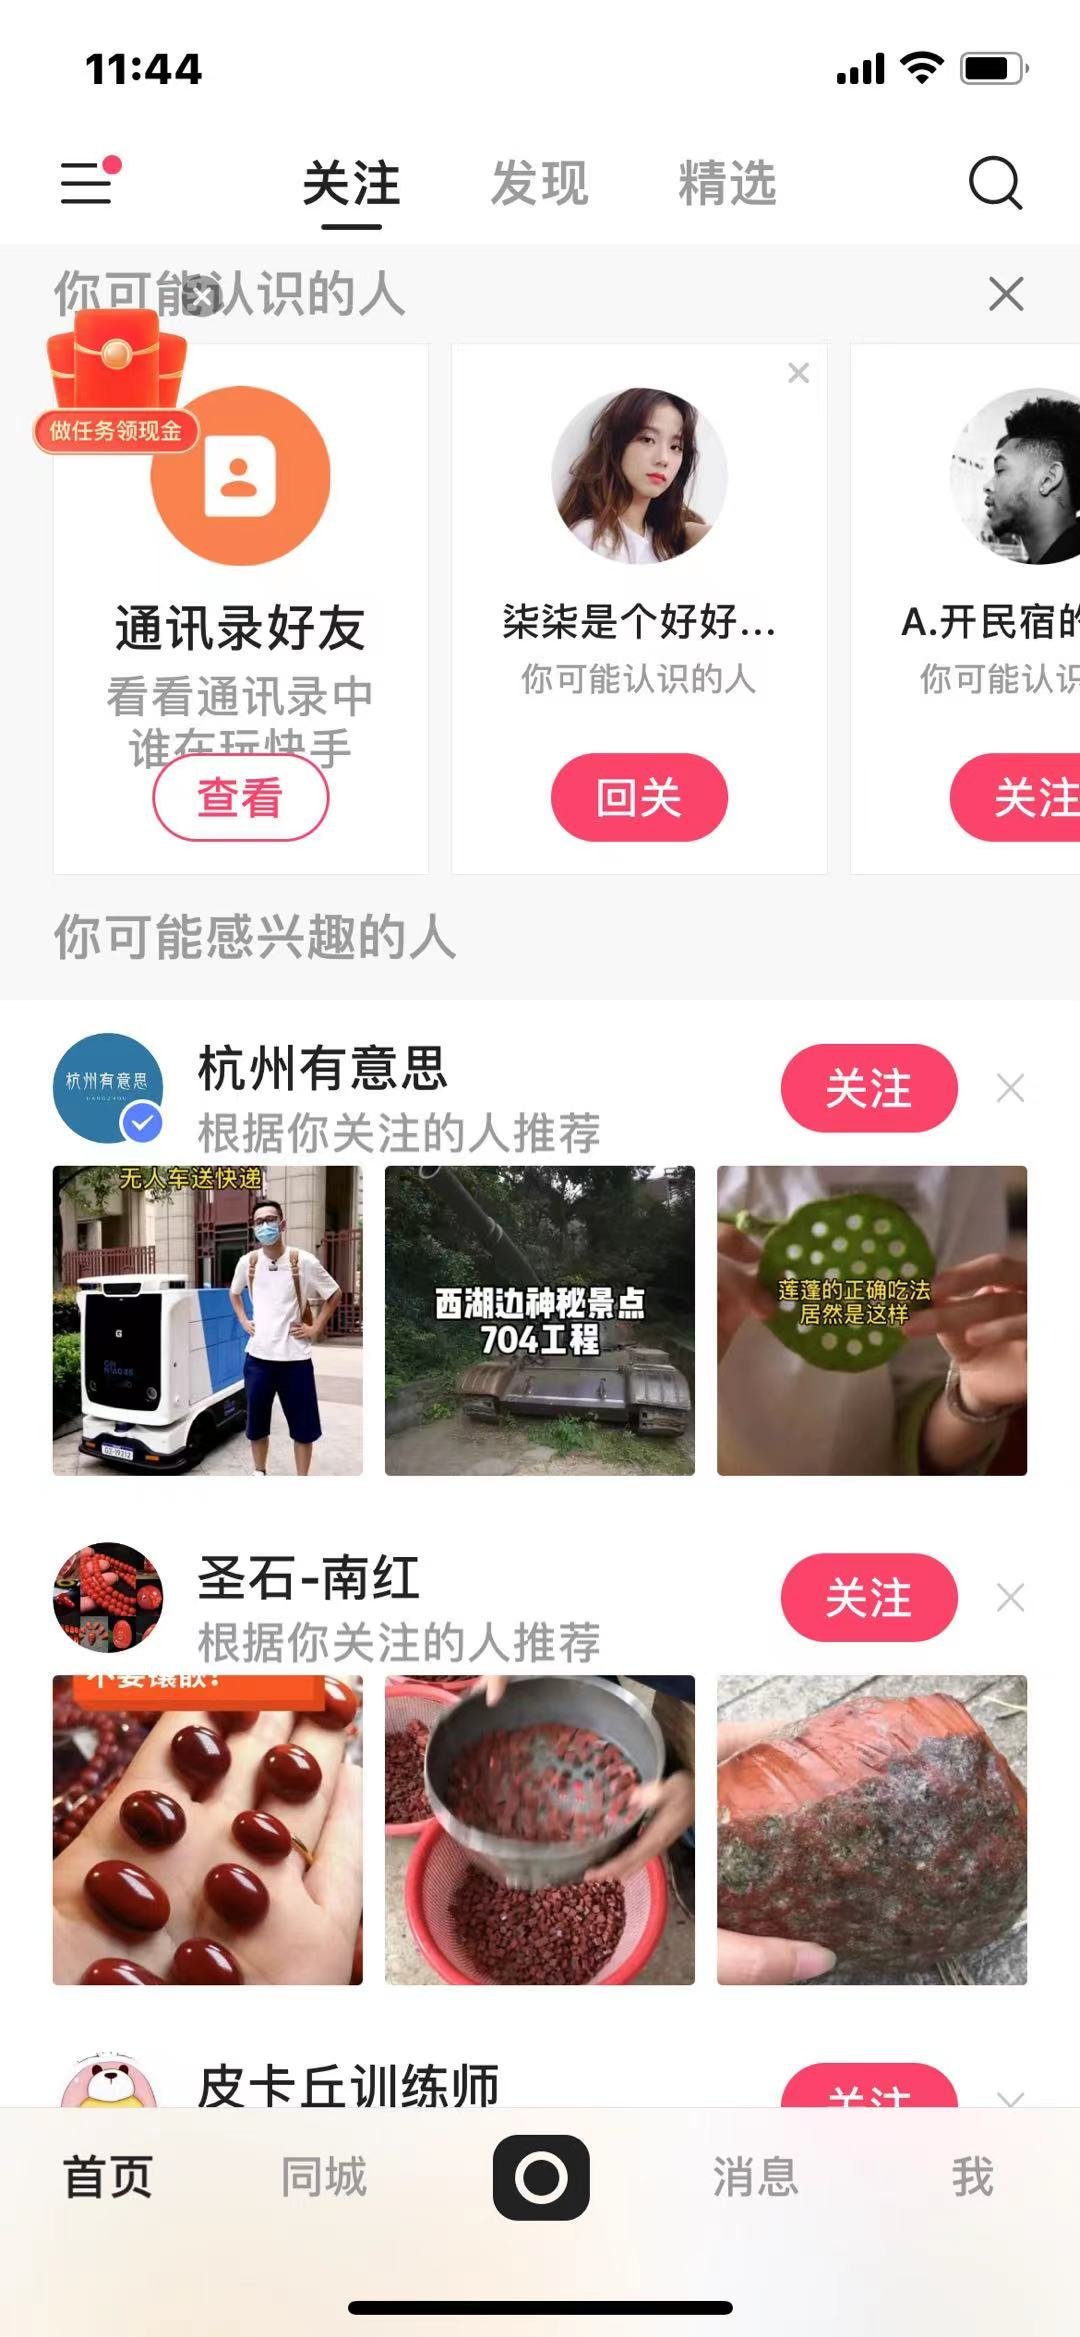 11:44
关注 发现 精选
你可能认识的人
做任务领现金
通讯录好友
看看通讯录中
谁在玩快手
查看
柒柒是个好好...
你可能认识的人
回关
A.开民宿的
你可能认识
关注
你可能感兴趣的人
杭州有意思
杭州有意思
根据你关注的人推荐
关注
无人车送快递
西湖边神秘景点
704工程
莲蓬的正确吃法
居然是这样
圣石-南红
根据你关注的人推荐
关注
皮卡丘训练师
关注
首页 同城 消息 我